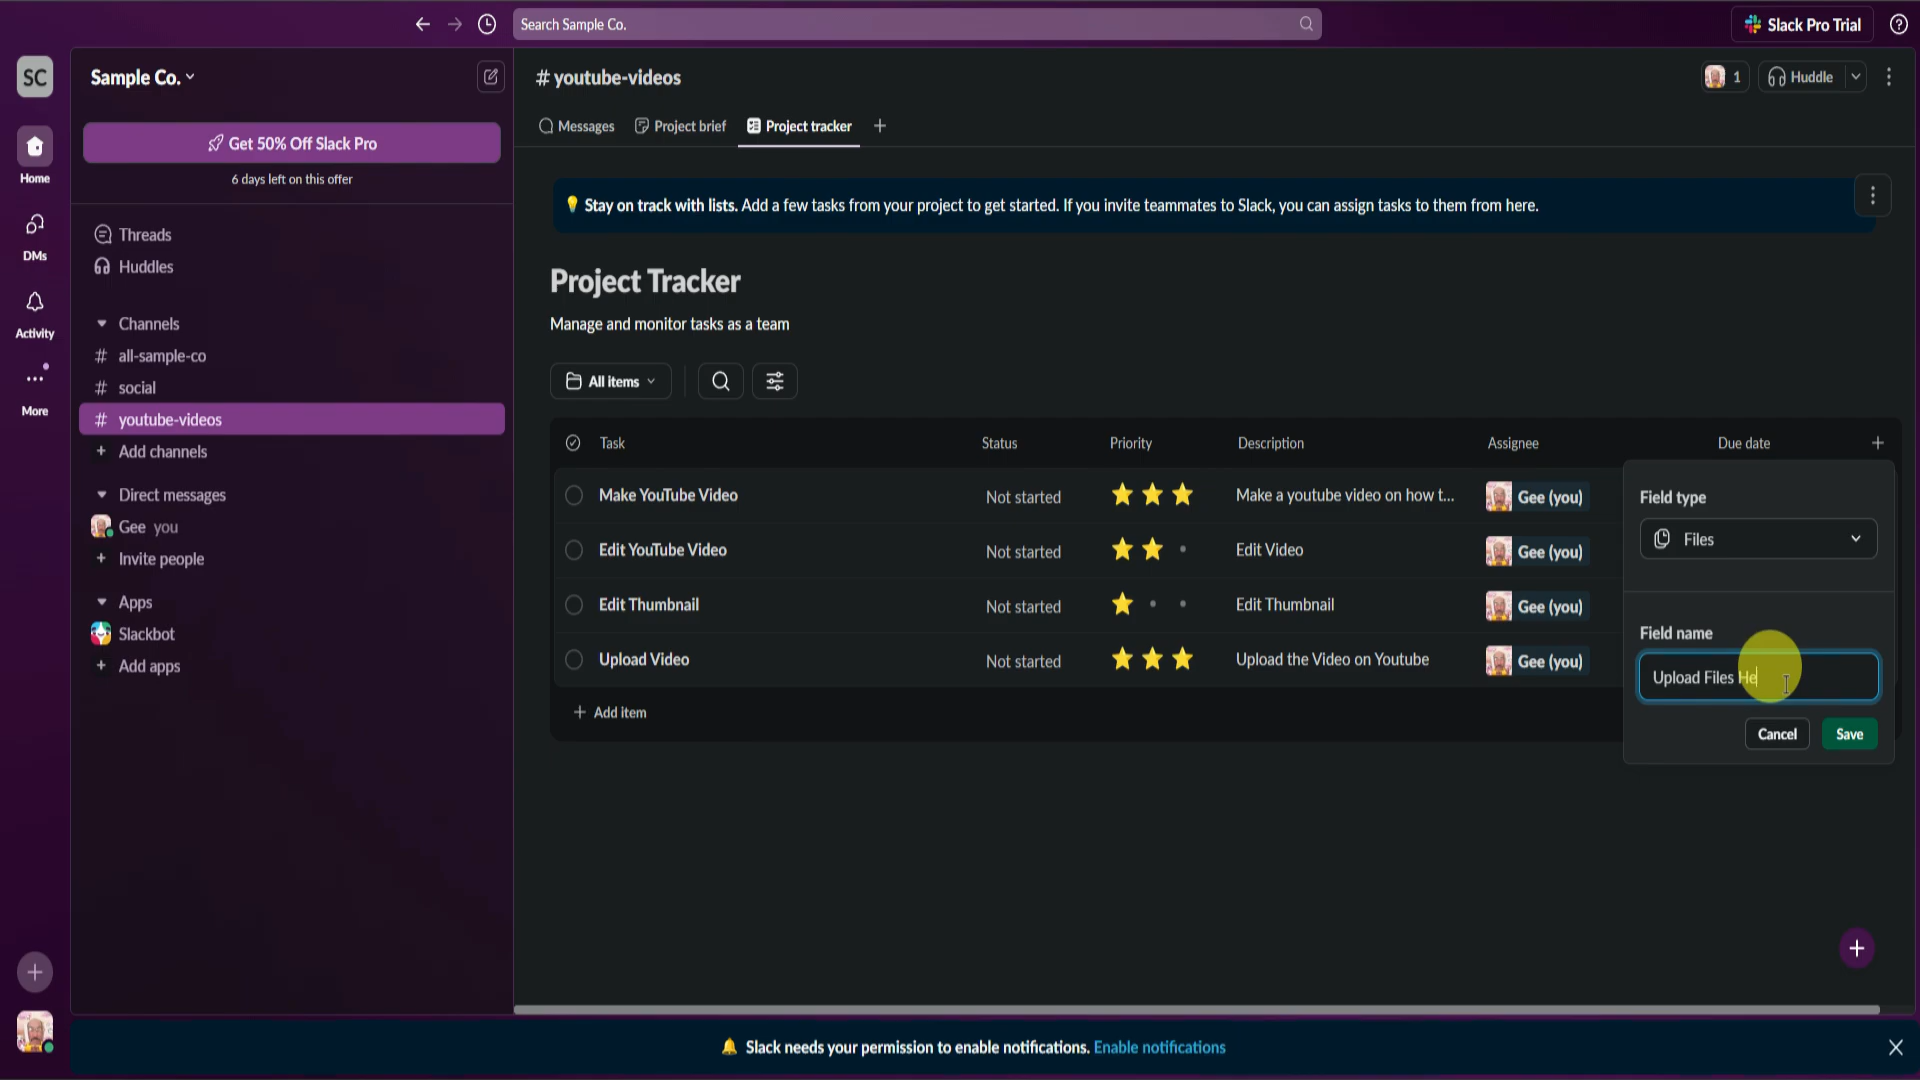 Search Sample Co.
Slack Pro Trial
SC
Sample Co.
# youtube-videos
1
Huddle
Get 50% Off Slack Pro
6 days left on this offer
Messages
Project brief
Project tracker
Home
DMs
Activity
More
Threads
Huddles
Channels
# all-sample-co
# social
# youtube-videos
+ Add channels
Direct messages
Gee you
+ Invite people
Apps
Slackbot
+ Add apps
Stay on track with lists. Add a few tasks from your project to get started. If you invite teammates to Slack, you can assign tasks to them from here.
Project Tracker
Manage and monitor tasks as a team
All items
Task Status Priority Description Assignee Due date
Make YouTube Video Not started Make a youtube video on how t... Gee (you)
Edit YouTube Video Not started Edit Video Gee (you)
Edit Thumbnail Not started Edit Thumbnail Gee (you)
Upload Video Not started Upload the Video on Youtube Gee (you)
+ Add item
Field type
Files
Field name
Upload Files He
Cancel Save
Slack needs your permission to enable notifications. Enable notifications